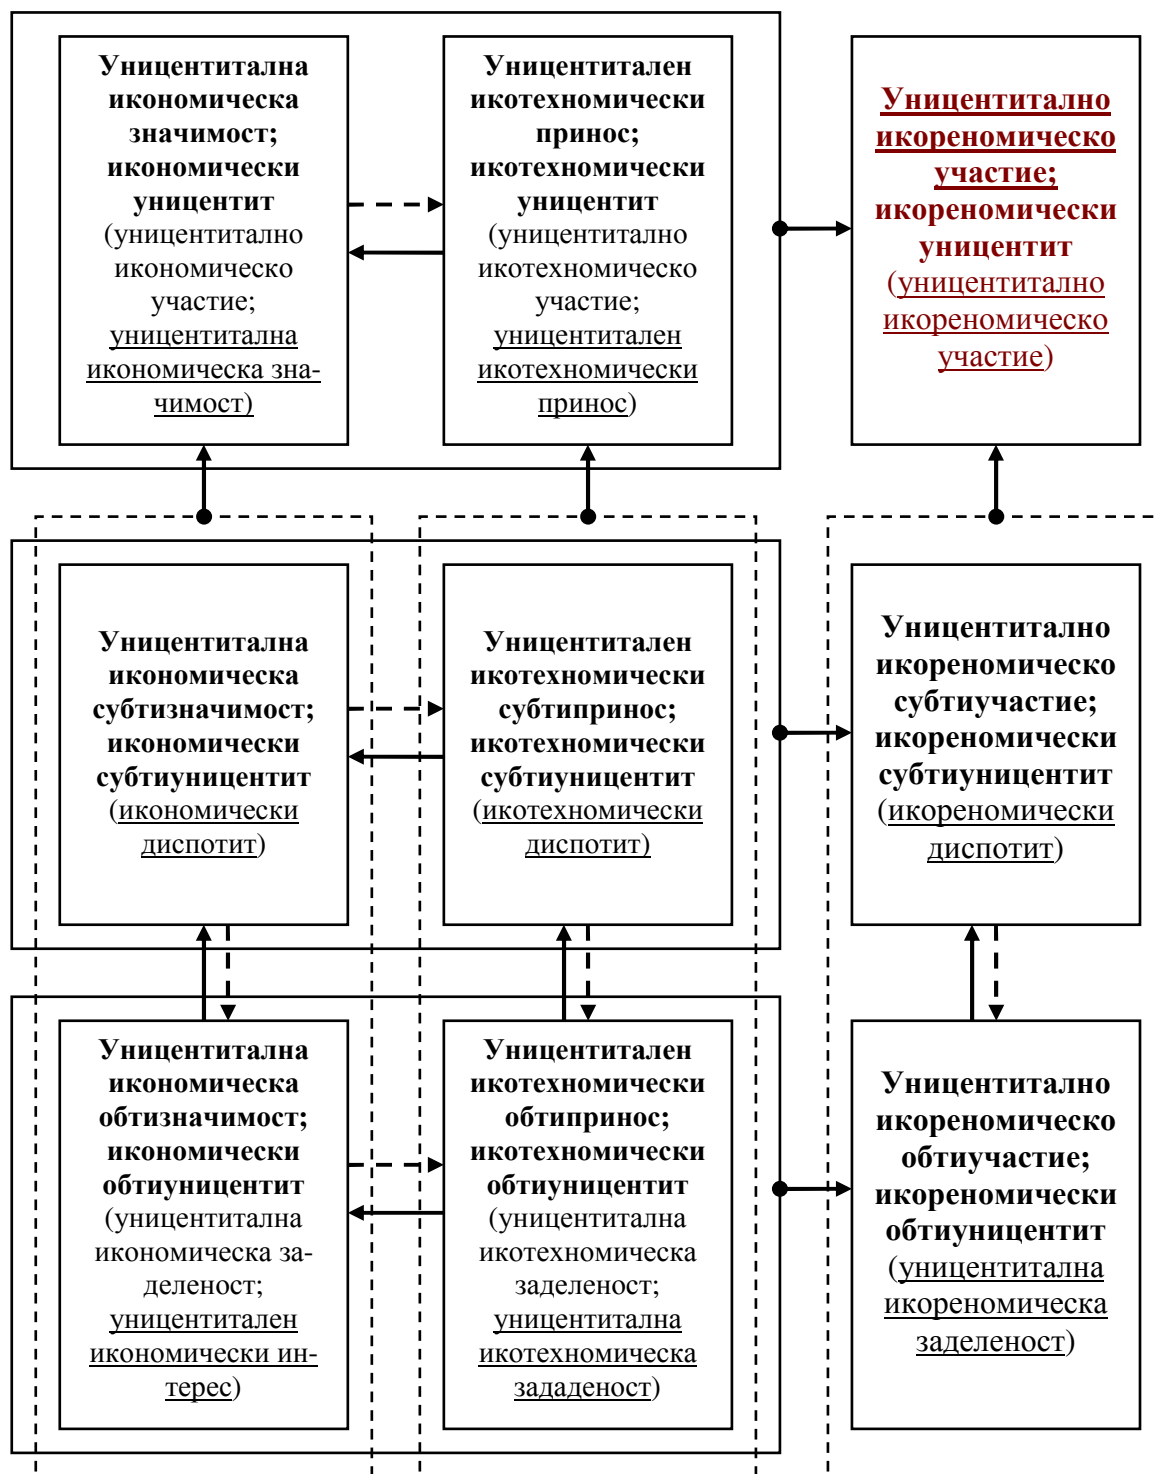 Уницентитална
икономическа
значимост;
икономически
уницентит
(уницентитално
икономическо
участие;
уницентитална
икономическа зна-
чимост)
Уницентитален
икотехномически
принос;
икотехномически
уницентит
(уницентитално
икотехномическо
участие;
уницентитален
икотехномически
принос)
Уницентитално
икореномическо
участие;
икореномически
уницентит
(уницентитално
икореномическо
участие)
Уницентитална
икономическа
субтизначимост;
икономически
субтиуницентит
(икономически
диспотит)
Уницентитален
икотехномически
субтипринос;
икотехномически
субтиуницентит
(икотехномически
диспотит)
Уницентитално
икореномическо
субтиучастие;
икореномически
субтиуницентит
(икореномически
диспотит)
Уницентитална
икономическа
обтизначимост;
икономически
обтиуницентит
(уницентитална
икономическа за-
деленост;
уницентитален
икономически ин-
терес)
Уницентитален
икотехномически
обтипринос;
икотехномически
обтиуницентит
(уницентитална
икотехномическа
заделеност;
уницентитална
икотехномическа
зададеност)
Уницентитално
икореномическо
обтиучастие;
икореномически
обтиуницентит
(уницентитална
икореномическа
заделеност)